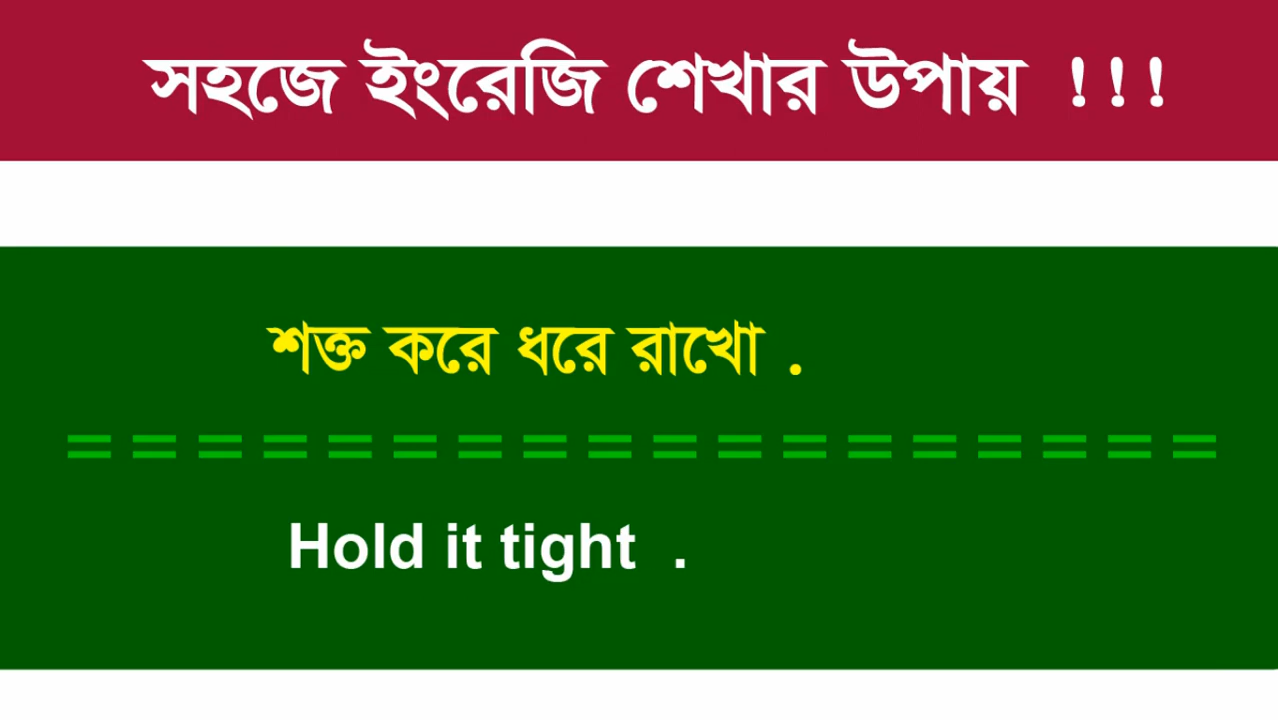 সহজে ইংরেজি শেখার উপায় !!!
শক্ত করে ধরে রাখো .
= = = = = = = = = = = = = = = = = =
Hold it tight .